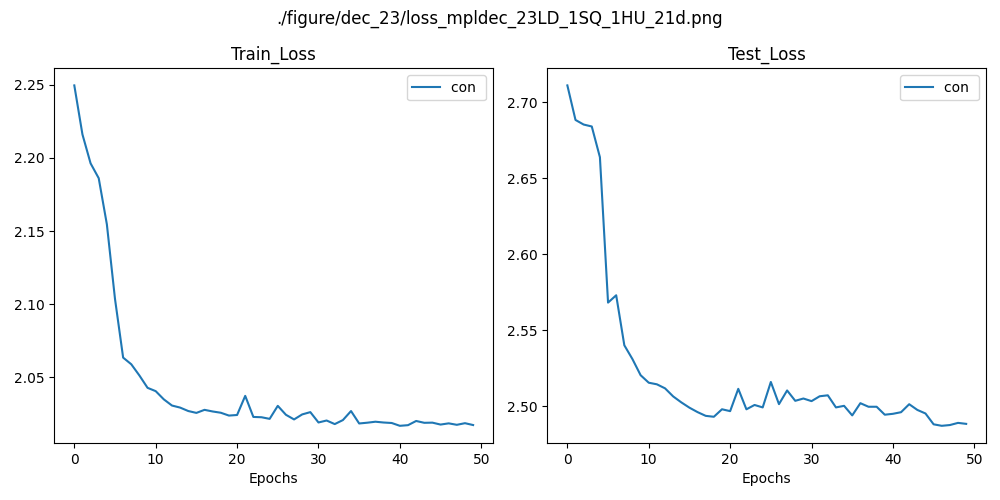 ./figure/dec_23/loss_mpldec_23LD_1SQ_1HU_21d.png
Train_Loss
con
2.25
2.20
2.15
2.10
2.05
0 10 20 30 40 50
Epochs
Test_Loss
con
2.70
2.65
2.60
2.55
2.50
0 10 20 30 40 50
Epochs